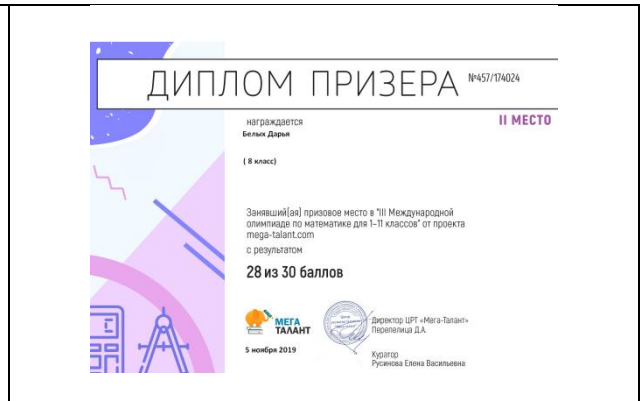 ДИПЛОМ ПРИЗЕРА №457/174024
награждается
II МЕСТО
Белых Дарья
( 8 класс)
Занявший(ая) призовое место в "III Международной
олимпиаде по математике для 1-11 классов" от проекта
mega-talant.com
с результатом
28 из 30 баллов
МЕГА
ТАЛАНТ
Директор ЦРТ «Мега-Талант»
Перепелица Д.А.
5 ноября 2019
Куратор
Русинова Елена Васильевна